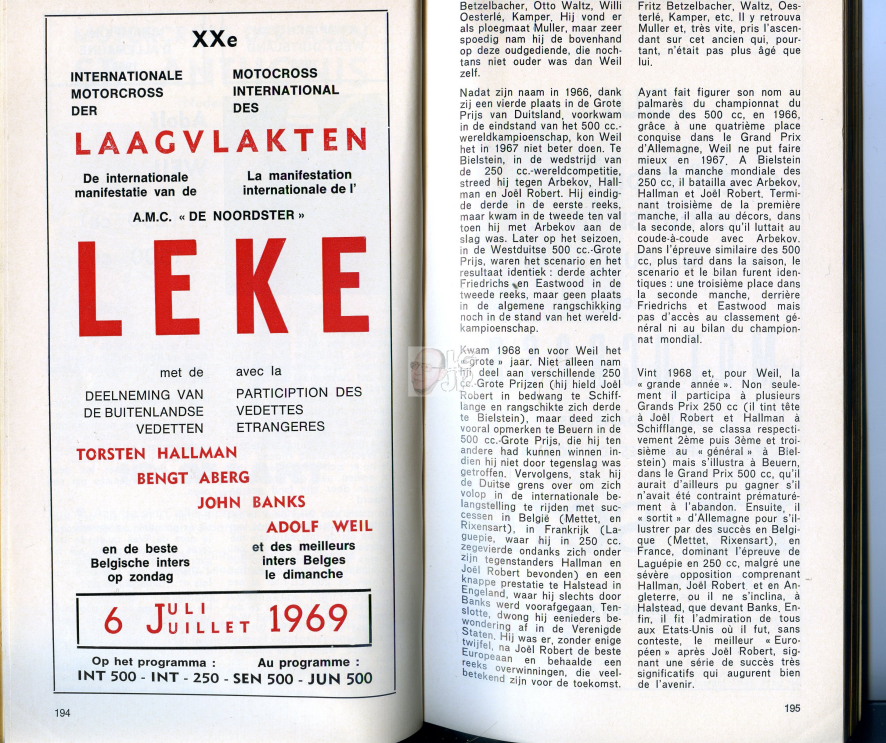 XXe
INTERNATIONALE
MOTORCROSS
DER
MOTOCROSS
INTERNATIONAL
DES
LAAGVLAKTEN
De internationale
manifestatie van de
La manifestation
internationale de l'
A.M.C. « DE NOORDSTER »
LEKE
met de
DEELNEMING VAN
DE BUITENLANDSE
VEDETTEN
avec la
PARTICIPTION DES
VEDETTES
ETRANGERES
TORSTEN HALLMAN
BENGT ABERG
JOHN BANKS
ADOLF WEIL
en de beste
Belgische inters
op zondag
et des meilleurs
inters Belges
le dimanche
6 JULI JUILLET 1969
Op het programma :
Au programme :
INT 500 - INT - 250 - SEN 500 - JUN 500
194
Betzelbacher, Otto Waltz, Willi
Oesterlé, Kamper. Hij vond er
als ploegmaat Muller, maar zeer
spoedig nam hij de bovenhand
op deze oudgediende, die noch-
tans niet ouder was dan Weil
zelf.
Nadat zijn naam in 1966, dank
zij een vierde plaats in de Grote
Prijs van Duitsland, voorkwam
in de eindstand van het 500 cc.-
wereldkampioenschap, kon Weil
het in 1967 niet beter doen. Te
Bielstein, in de wedstrijd van
de 250 cc.-wereldcompetitie,
streed hij tegen Arbekov, Hall-
man en Joël Robert. Hij eindig-
de derde in de eerste reeks,
maar kwam in de tweede ten val
toen hij met Arbekov aan de
slag was. Later op het seizoen,
in de Westduitse 500 cc.-Grote
Prijs, waren het scenario en het
resultaat identiek : derde achter
Friedrichs en Eastwood in de
tweede reeks, maar geen plaats
in de algemene rangschikking
noch in de stand van het wereld-
kampioenschap.
Kwam 1968 en voor Weil het
« grote » jaar. Niet alleen nam
hij deel aan verschillende 250
cc.-Grote Prijzen (hij hield Joël
Robert in bedwang te Schiff-
lange en rangschikte zich derde
te Bielstein), maar deed zich
vooral opmerken te Beuern in de
500 cc.-Grote Prijs, die hij ten
andere had kunnen winnen in-
dien hij niet door tegenslag was
getroffen. Vervolgens, stak hij
de Duitse grens over om zich
volop in de internationale be-
langstelling te rijden met suc-
cessen in België (Mettet, en
Rixensart), in Frankrijk (La-
guepie, waar hij in 250 cc.
zegevierde ondanks zich onder
zijn tegenstanders Hallman en
Joël Robert bevonden) en een
knappe prestatie te Halstead in
Engeland, waar hij slechts door
Banks werd voorafgegaan. Ten-
slotte, dwong hij eenieders be-
wondering af in de Verenigde
Staten. Hij was er, zonder enige
twijfel, na Joël Robert de beste
Europeaan en behaalde een
reeks overwinningen, die veel-
betekend zijn voor de toekomst.
Fritz Betzelbacher, Waltz, Oes-
terlé, Kamper, etc. Il y retrouva
Muller et, très vite, pris l'ascen-
dant sur cet ancien qui, pour-
tant, n'était pas plus âgé que
lui.
Ayant fait figurer son nom au
palmarès du championnat du
monde des 500 cc, en 1966,
grâce à une quatrième place
conquise dans le Grand Prix
d'Allemagne, Weil ne put faire
mieux en 1967. A Bielstein
dans la manche mondiale des
250 cc, il batailla avec Arbekov,
Hallman et Joël Robert. Termi-
nant troisième de la première
manche, il alla au décors, dans
la seconde, alors qu'il luttait au
coude-à-coude avec Arbekov.
Dans l'épreuve similaire des 500
cc, plus tard dans la saison, le
scenario et le bilan furent iden-
tiques : une troisième place dans
la seconde manche, derrière
Friedrichs et Eastwood mais
pas d'accès au classement gé-
néral ni au bilan du champion-
nat mondial.
Vint 1968 et, pour Weil, la
« grande année ». Non seule-
ment il participa à plusieurs
Grands Prix 250 cc (il tint tête
à Joël Robert et Hallman à
Schifflange, se classa respecti-
vement 2ème puis 3ème et troi-
sième au « général » à Biel-
stein) mais s'illustra à Beuern,
dans le Grand Prix 500 cc, qu'il
aurait d'ailleurs pu gagner s'il
n'avait été contraint prématuré-
ment à l'abandon. Ensuite, il
« sortit » d'Allemagne pour s'il-
lustrer par des succès en Belgi-
que (Mettet, Rixensart), en
France, dominant l'épreuve de
Laguépie en 250 cc, malgré une
sévère opposition comprenant
Hallman, Joël Robert et en An-
gleterre, ou il ne s'inclina, à
Halstead, que devant Banks. En-
fin, il fit l'admiration de tous
aux Etats-Unis où il fut, sans
conteste, le meilleur « Euro-
péen » après Joël Robert, sig-
nant une série de succès très
significatifs qui augurent bien
de l'avenir.
195